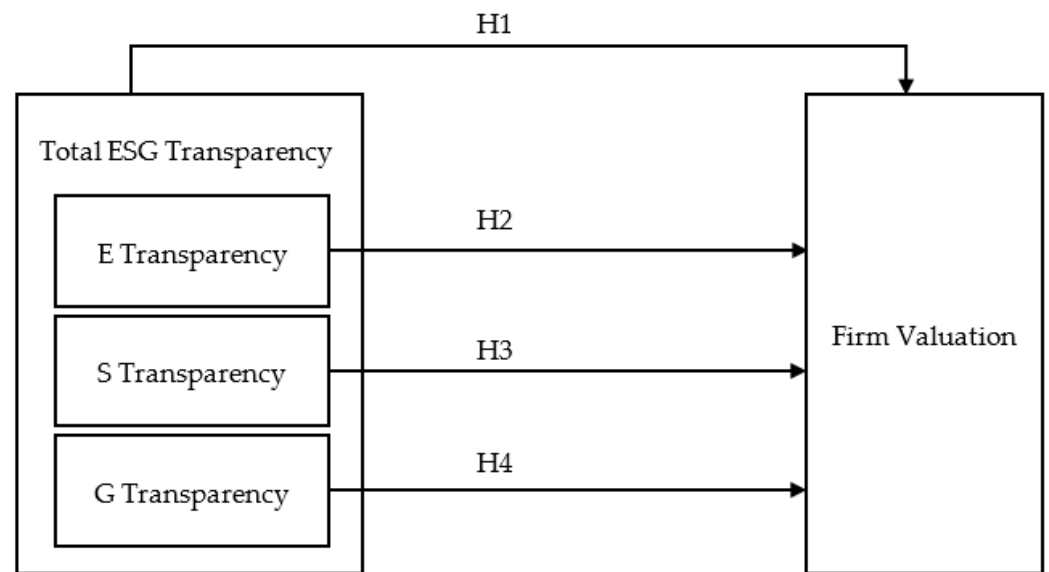 H1
Total ESG Transparency
E Transparency
H2
S Transparency
H3
G Transparency
H4
Firm Valuation